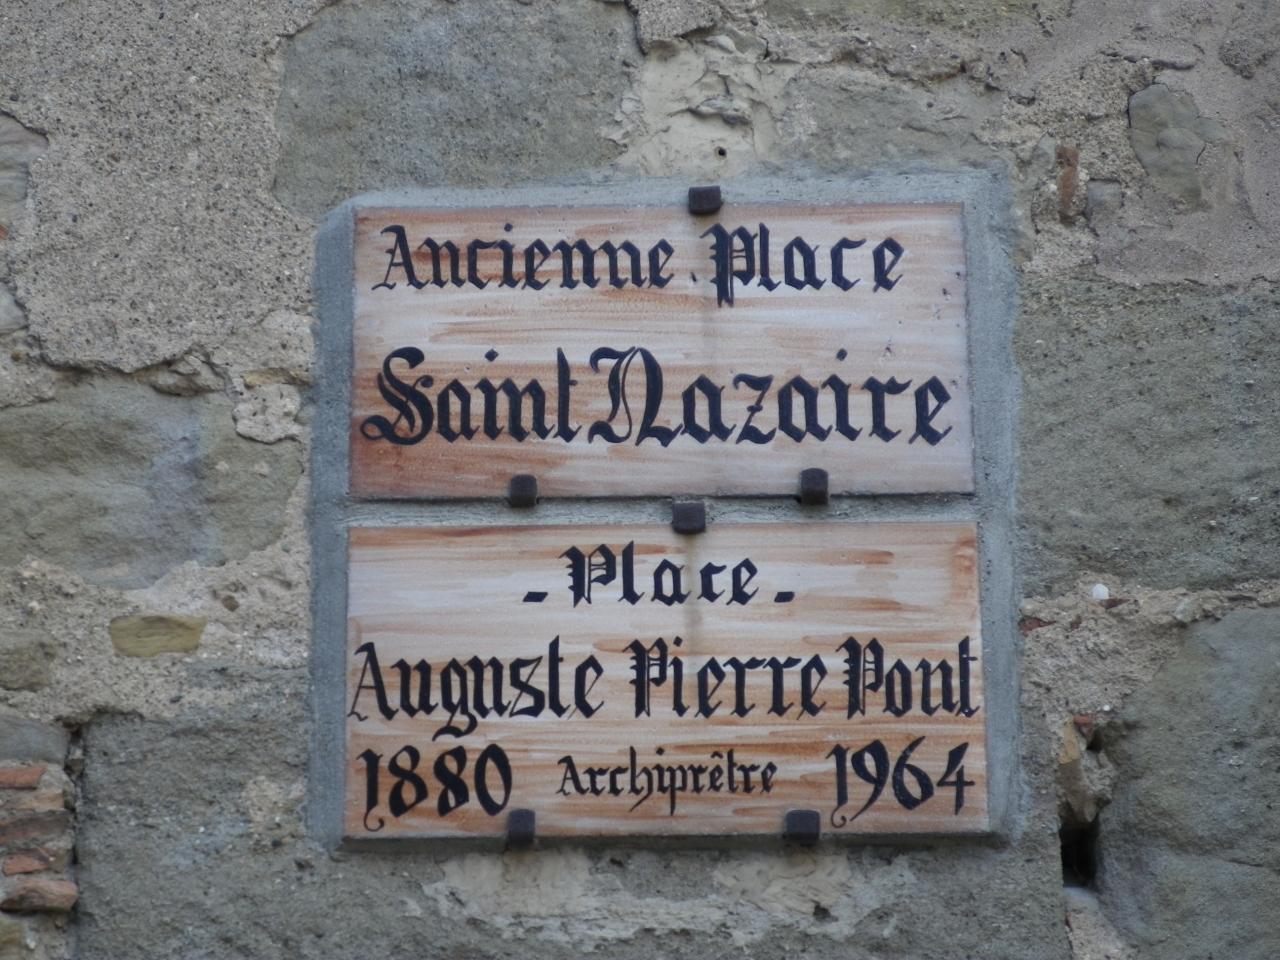 Ancienne Place
Saint Nazaire
- Place -
Auguste Pierre Pont
1880 Archiprêtre 1964